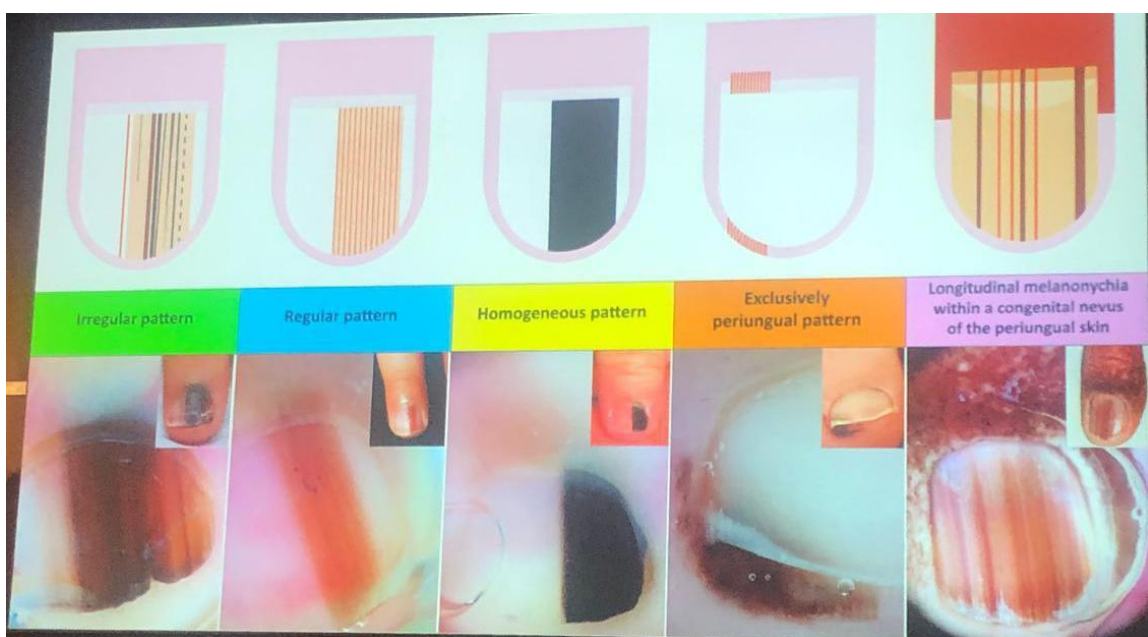 Irregular pattern
Regular pattern
Homogeneous pattern
Exclusively
periungual pattern
Longitudinal melanonychia
within a congenital nevus
of the periungual skin